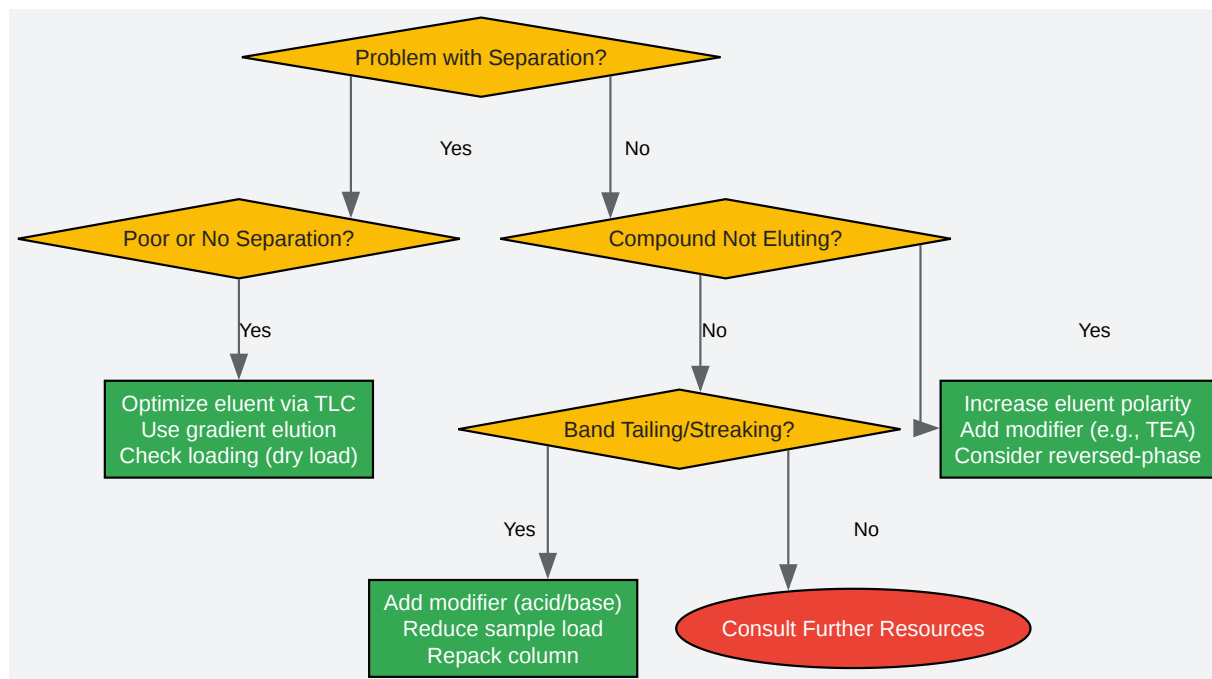 Problem with Separation?
Yes
No
Poor or No Separation?
Compound Not Eluting?
Yes
No
Yes
Optimize eluent via TLC
Use gradient elution
Check loading (dry load)
Band Tailing/Streaking?
Increase eluent polarity
Add modifier (e.g., TEA)
Consider reversed-phase
Yes
No
Add modifier (acid/base)
Reduce sample load
Repack column
Consult Further Resources